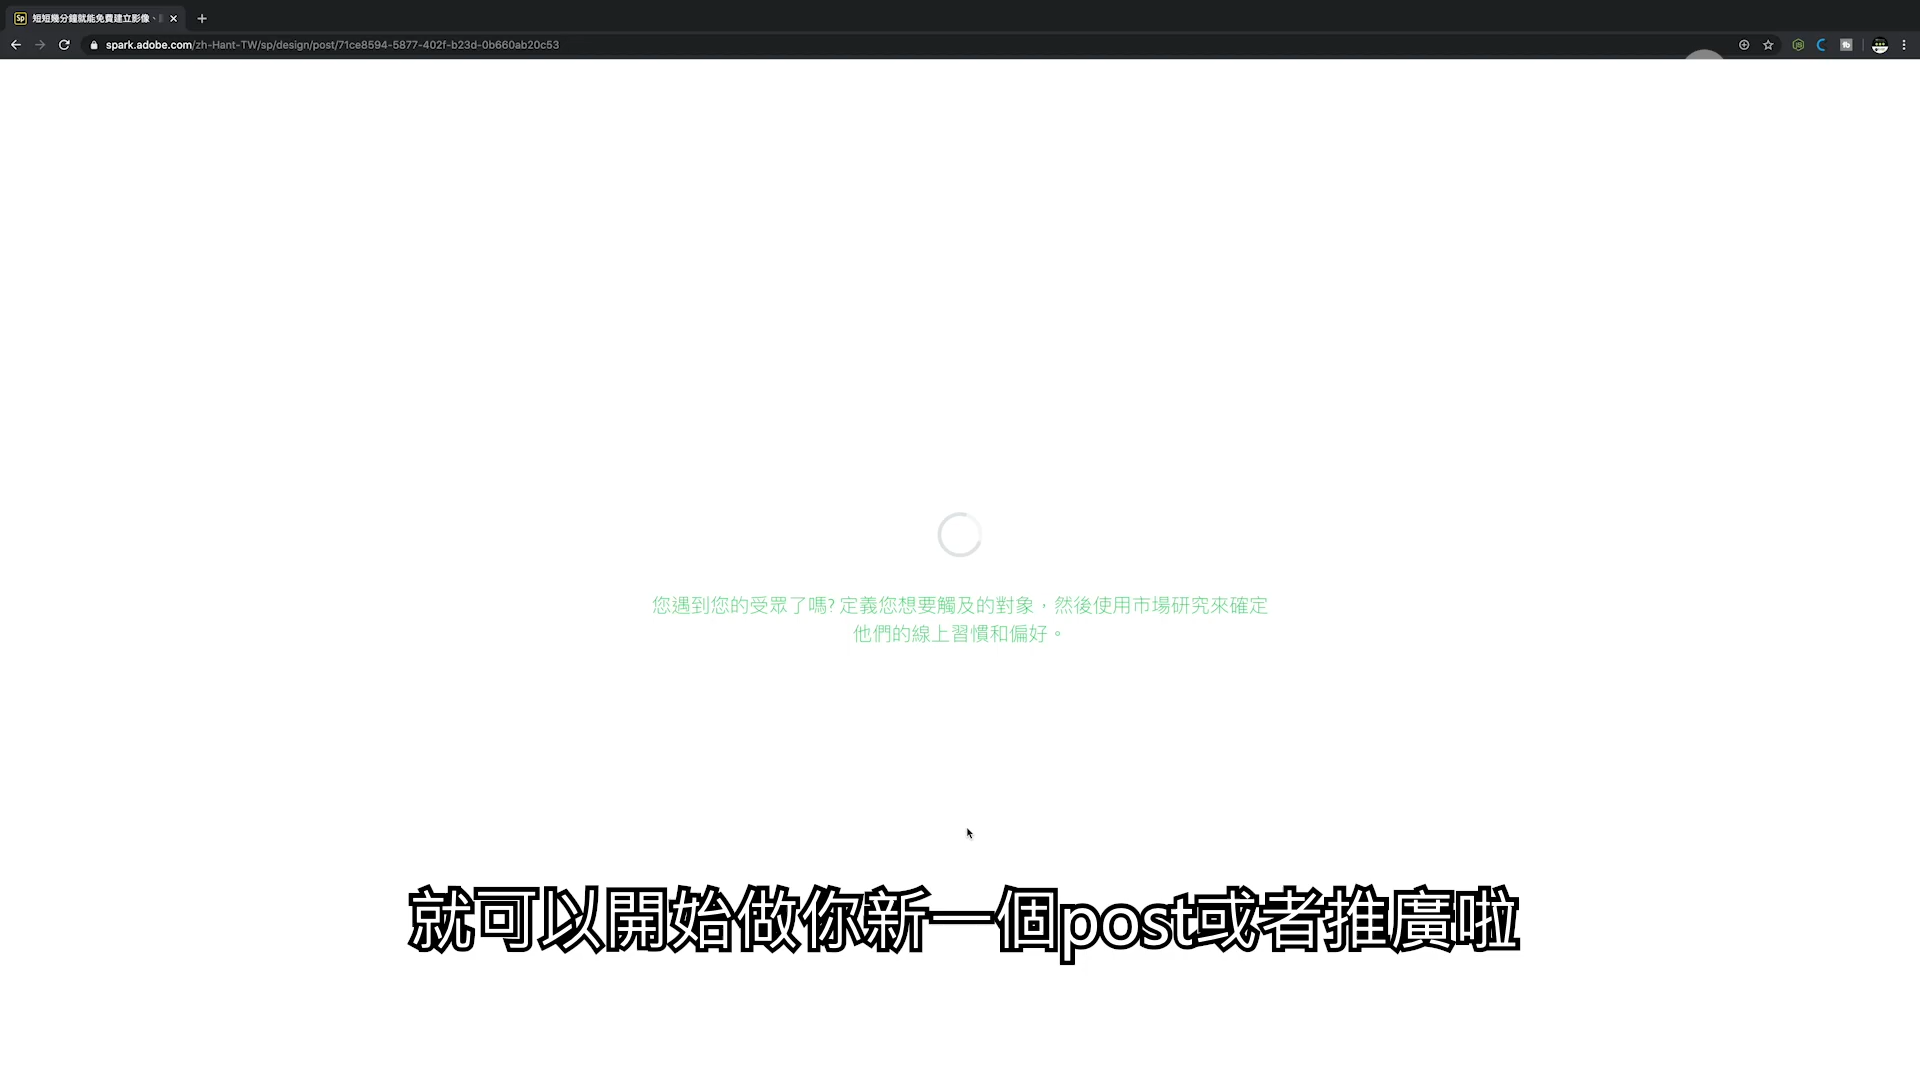 Sp 短短幾分鐘就能免費建立影像、
spark.adobe.com/zh-Hant-TW/sp/design/post/71ce8594-5877-402f-b23d-0b660ab20c53
您遇到您的受眾了嗎? 定義您想要觸及的對象，然後使用市場研究來確定
他們的線上習慣和偏好。
就可以開始做你新一個post或者推廣啦